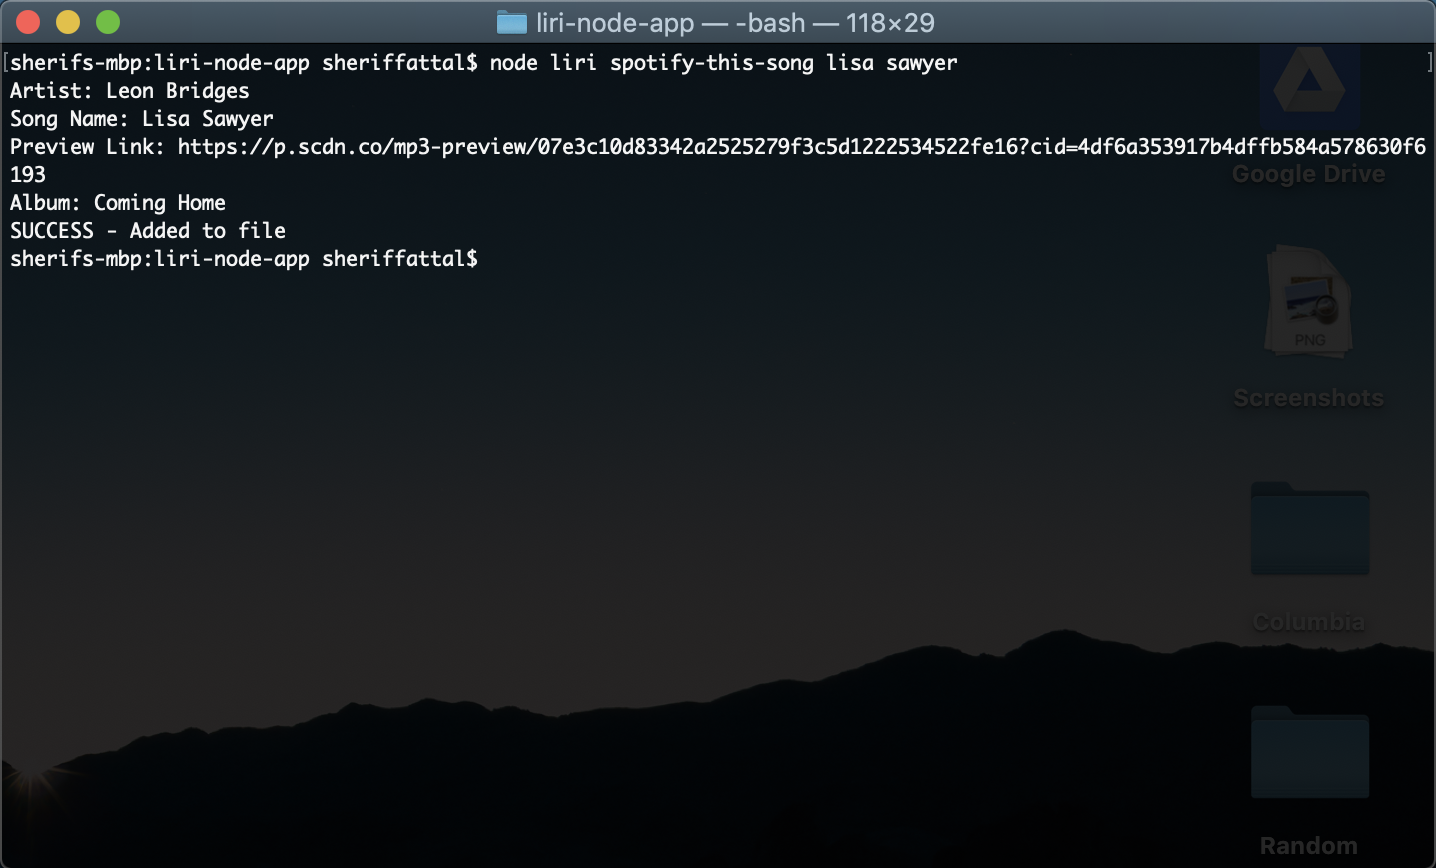 liri-node-app — -bash — 118×29
[sherifs-mbp:liri-node-app sheriffattal$ node liri spotify-this-song lisa sawyer ]
Artist: Leon Bridges
Song Name: Lisa Sawyer
Preview Link: https://p.scdn.co/mp3-preview/07e3c10d83342a2525279f3c5d1222534522fe16?cid=4df6a353917b4dffb584a578630f6
193
Album: Coming Home
SUCCESS - Added to file
sherifs-mbp:liri-node-app sheriffattal$
Google Drive
PNG
Screenshots
Columbia
Random